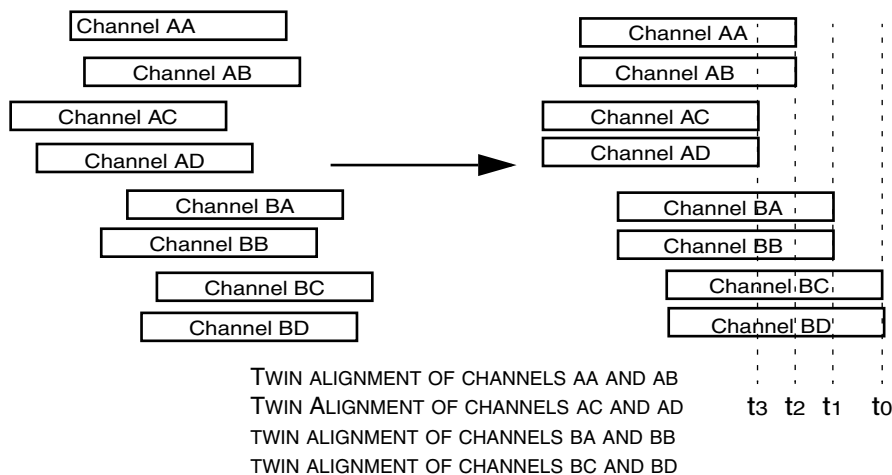 Channel AA
Channel AB
Channel AC
Channel AD
Channel BA
Channel BB
Channel BC
Channel BD
Channel AA
Channel AB
Channel AC
Channel AD
Channel BA
Channel BB
Channel BC
Channel BD
t3 t2 t1 t0
TWIN ALIGNMENT OF CHANNELS AA AND AB
TWIN ALIGNMENT OF CHANNELS AC AND AD
TWIN ALIGNMENT OF CHANNELS BA AND BB
TWIN ALIGNMENT OF CHANNELS BC AND BD